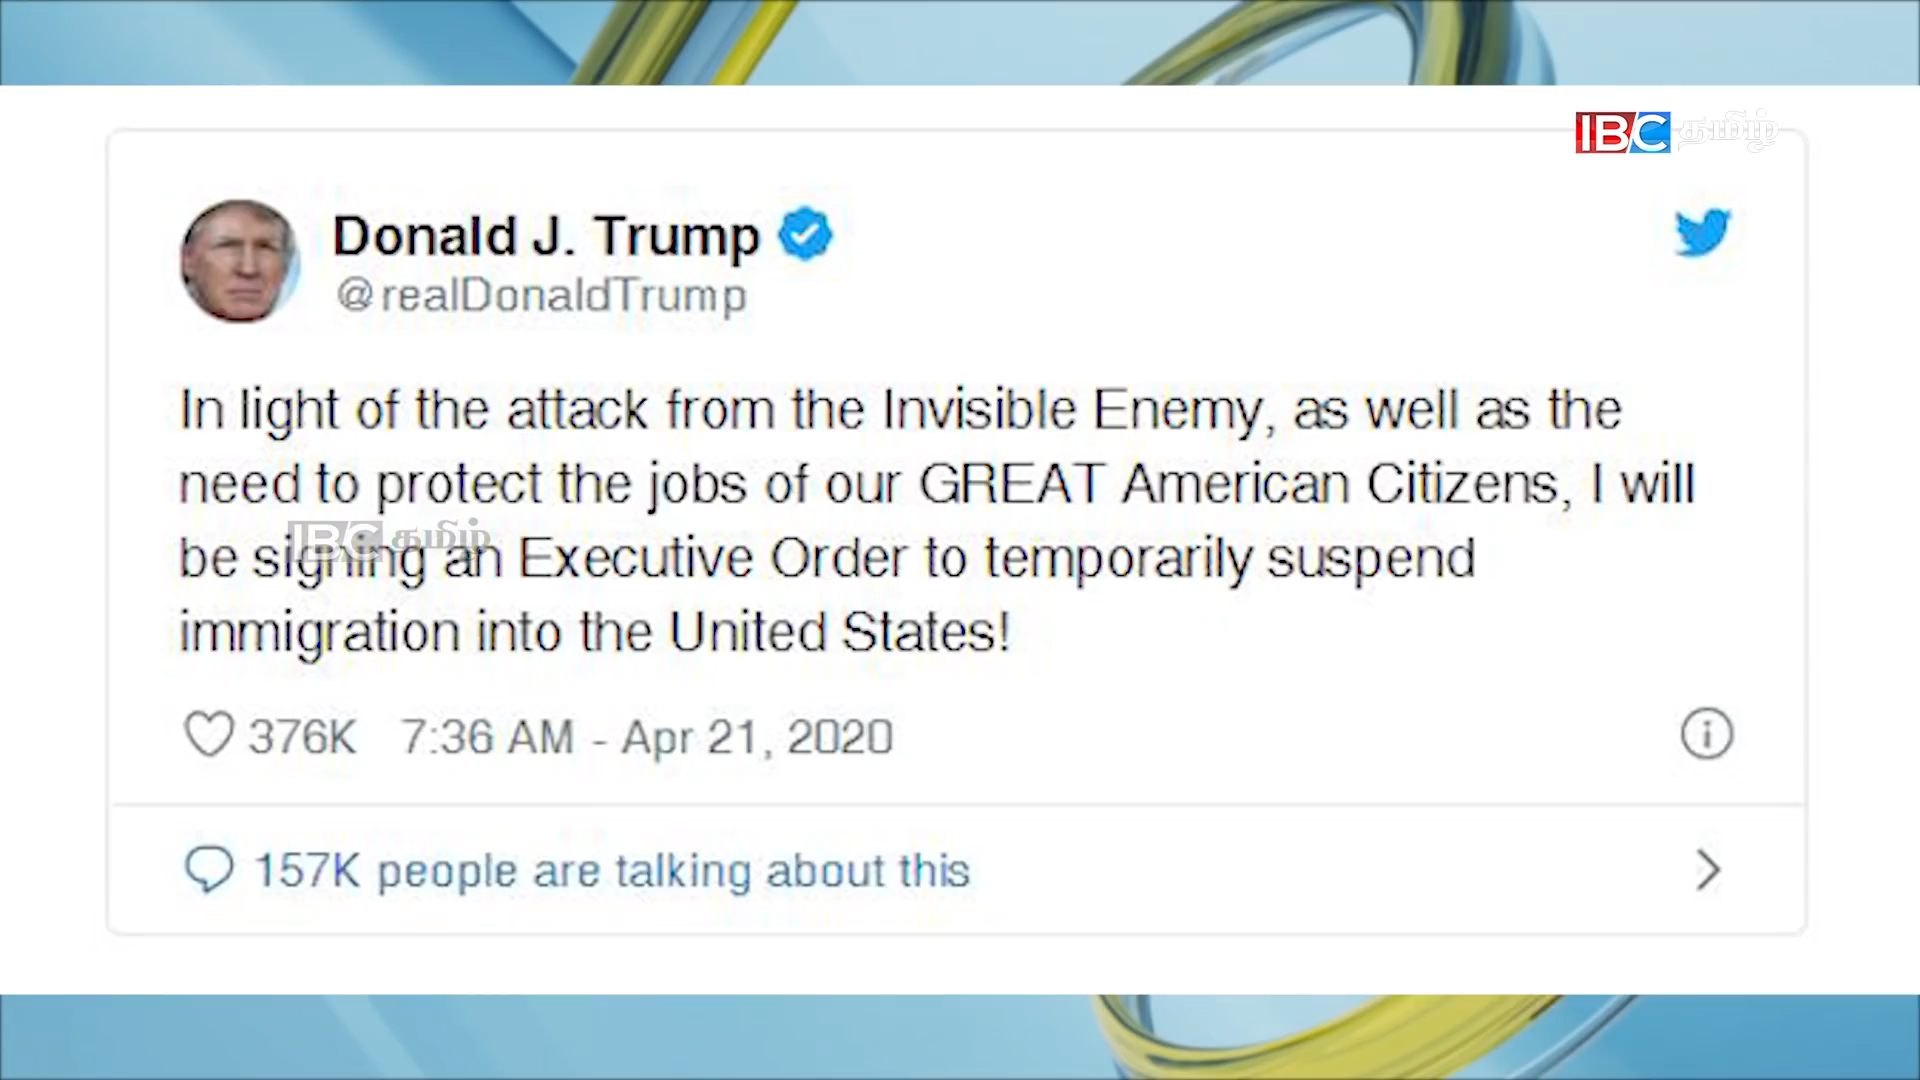 IBC தமிழ்
Donald J. Trump
@realDonaldTrump
In light of the attack from the Invisible Enemy, as well as the
need to protect the jobs of our GREAT American Citizens, I will
be signing an Executive Order to temporarily suspend
IBC தமிழ்
immigration into the United States!
376K 7:36 AM - Apr 21, 2020
157K people are talking about this